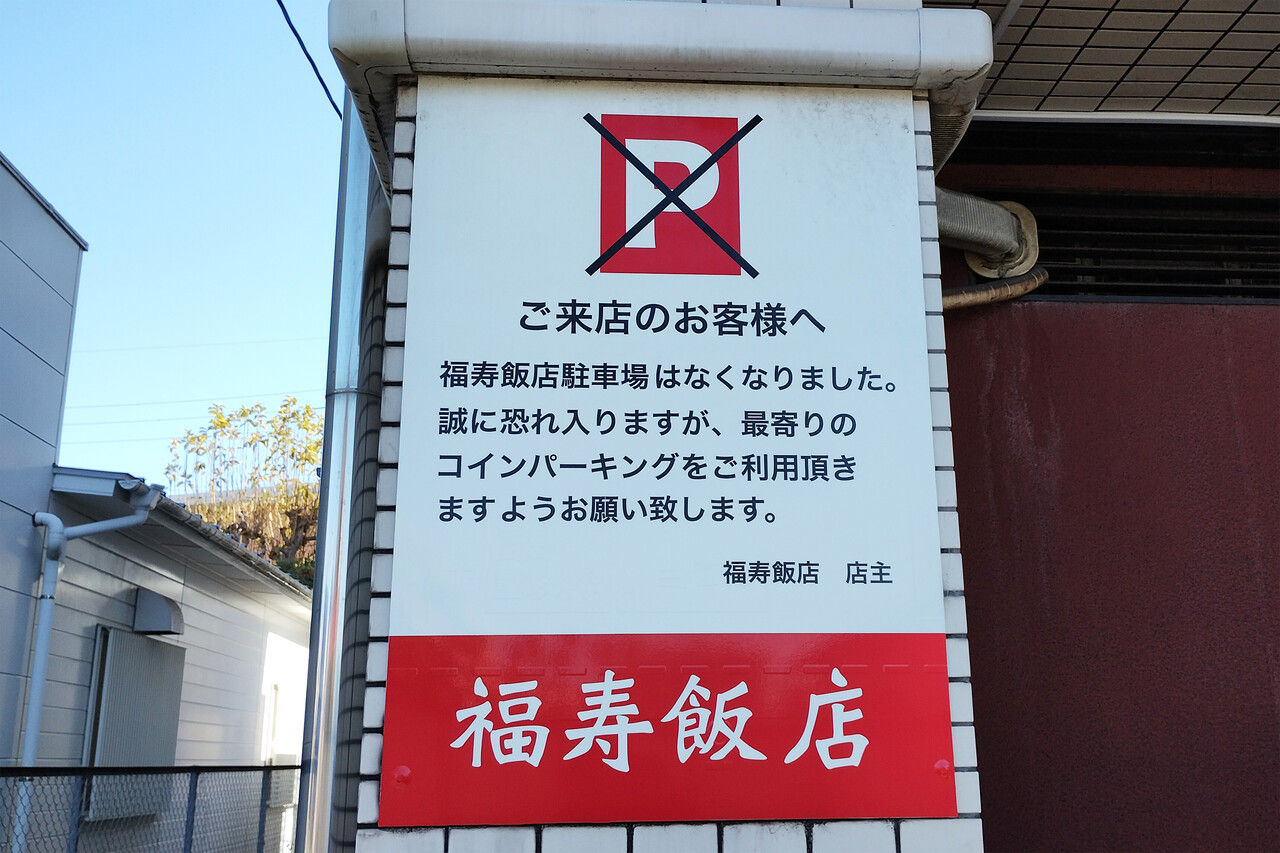 P
ご来店のお客様へ
福寿飯店駐車場はなくなりました。
誠に恐れ入りますが、最寄りの
コインパーキングをご利用頂き
ますようお願い致します。
福寿飯店　店主
福寿飯店